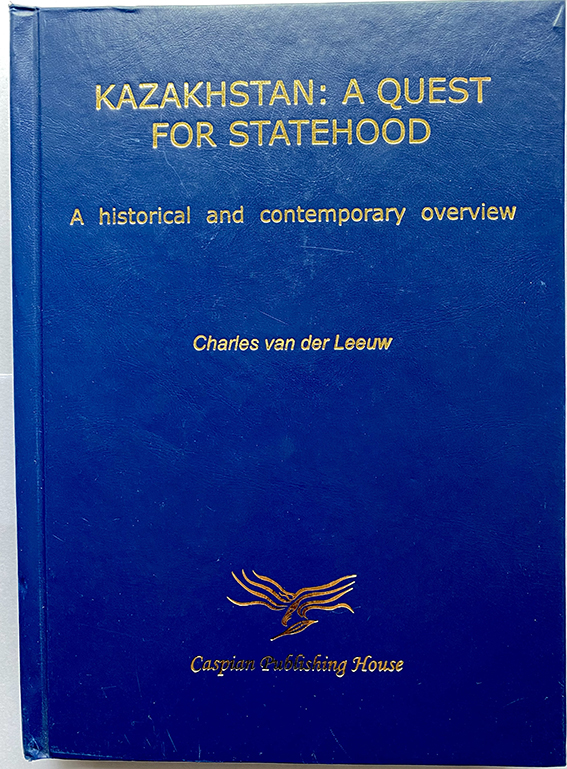 KAZAKHSTAN: A QUEST
FOR STATEHOOD
A historical and contemporary overview
Charles van der Leeuw
Caspian Publishing House